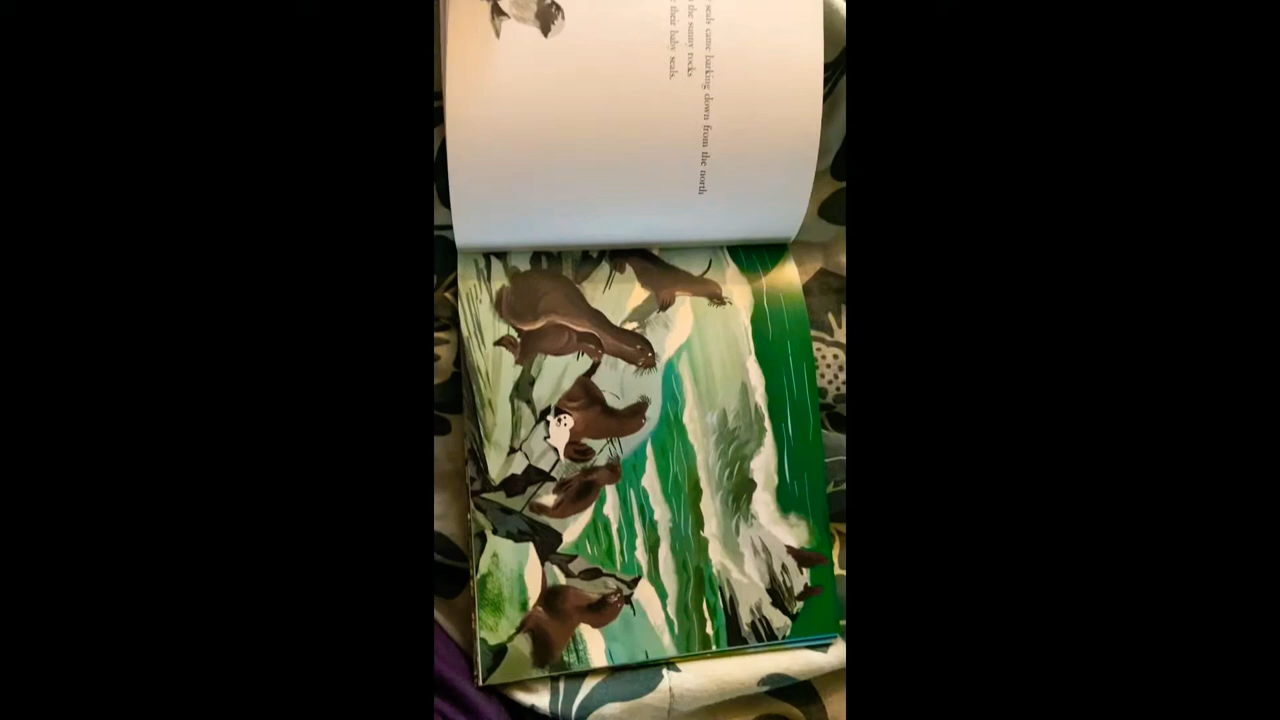 seals came barking down from the north
the sunny rocks
their baby seals.